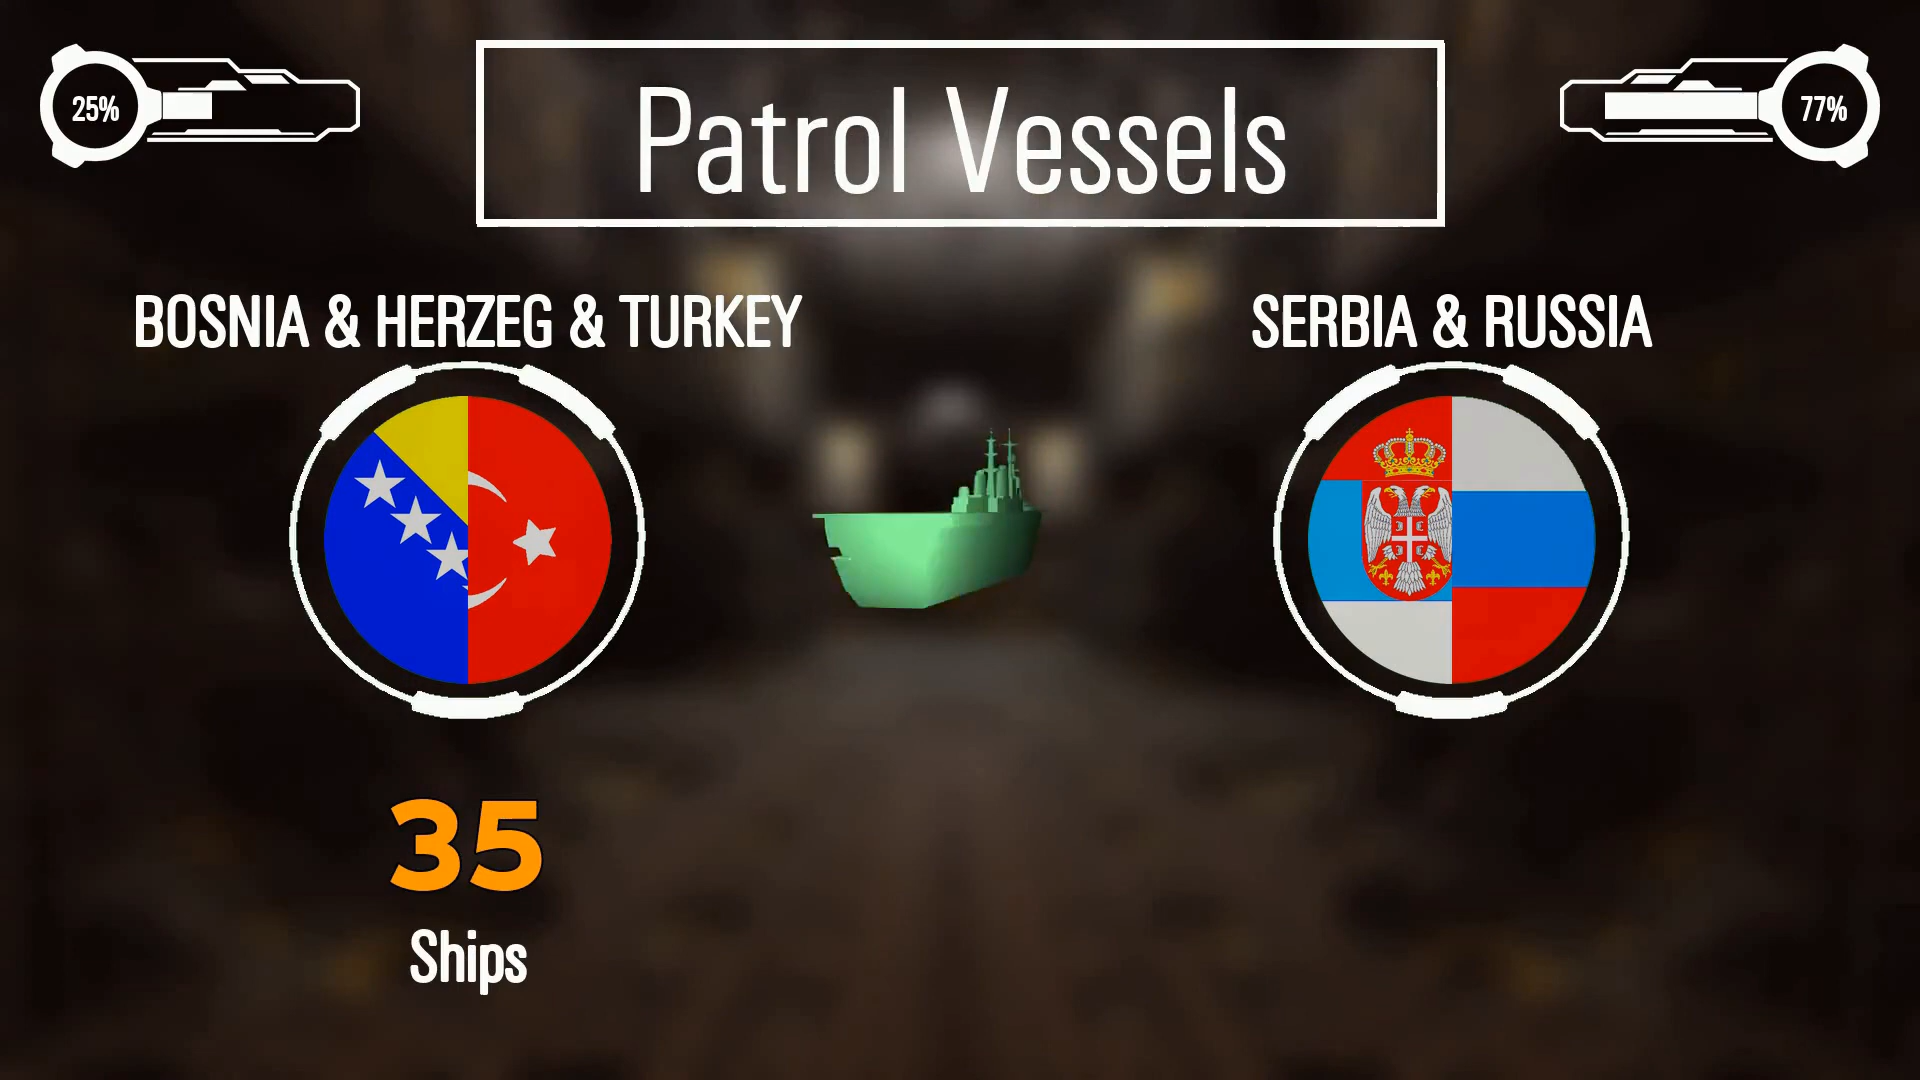 25%
Patrol Vessels
77%
BOSNIA & HERZEG & TURKEY
SERBIA & RUSSIA
35
Ships